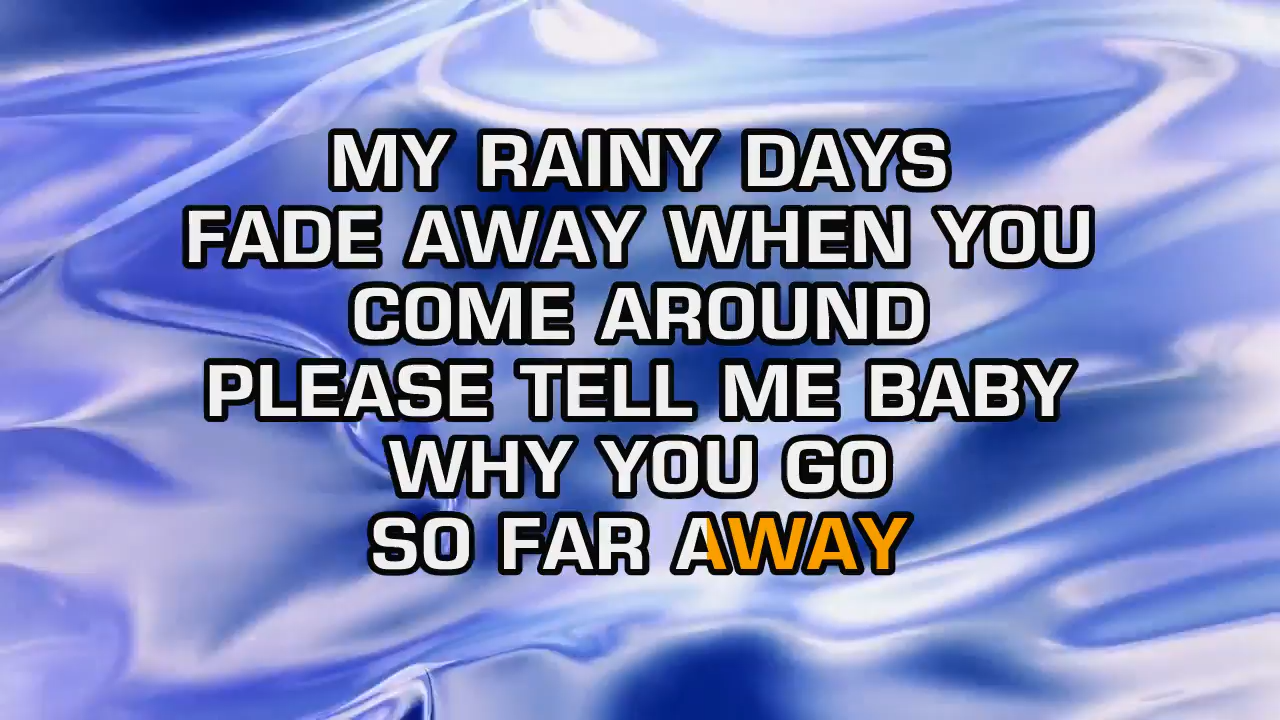 MY RAINY DAYS
FADE AWAY WHEN YOU
COME AROUND
PLEASE TELL ME BABY
WHY YOU GO
SO FAR AWAY